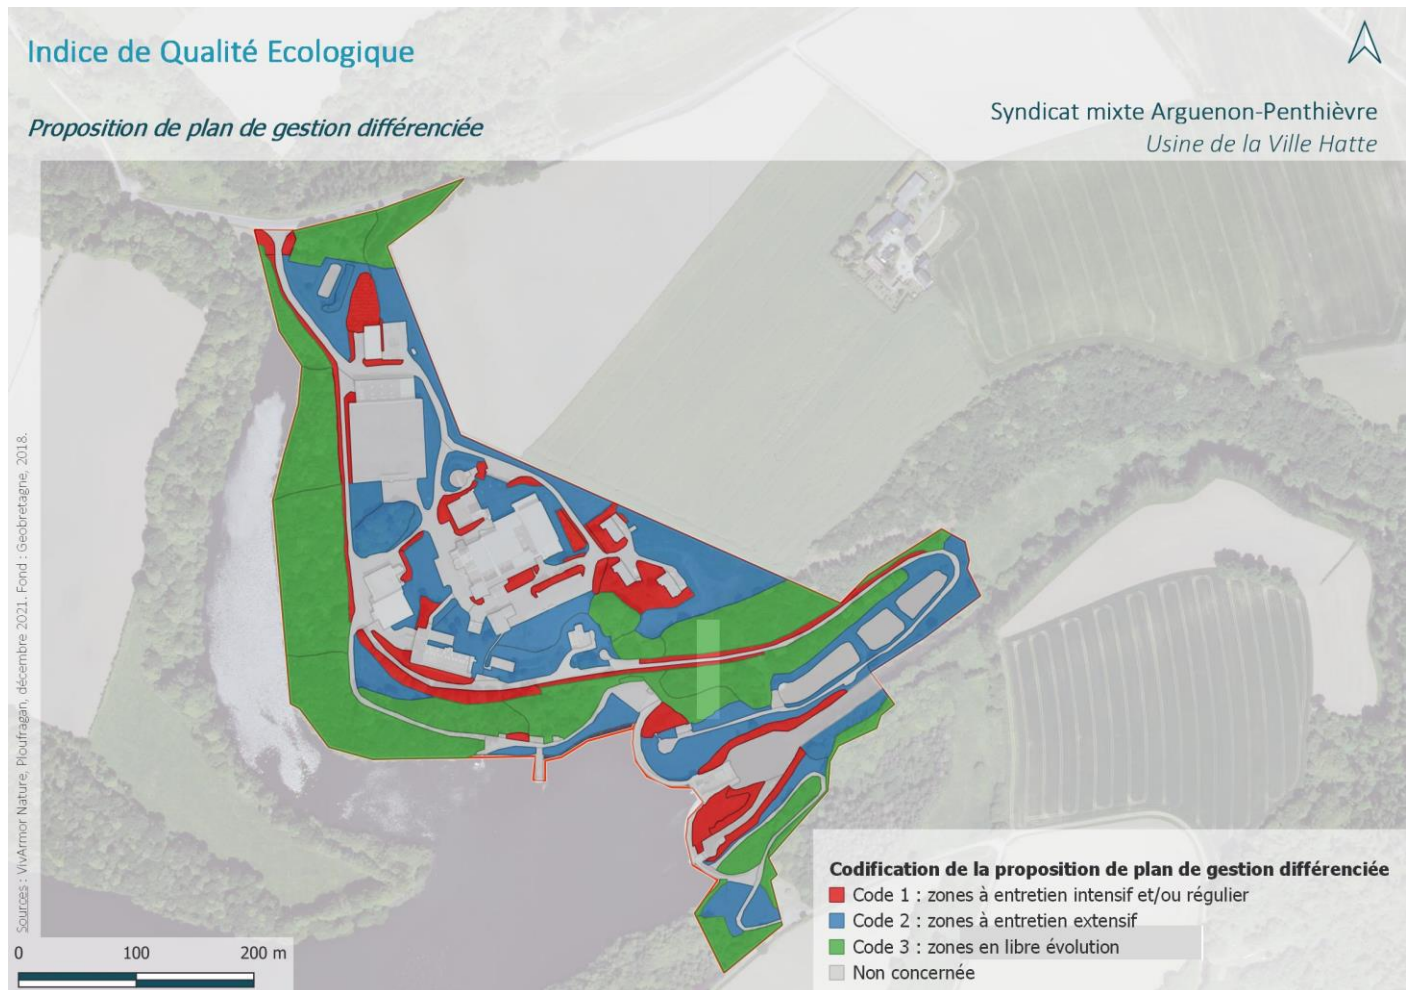 Indice de Qualité Ecologique
Proposition de plan de gestion différenciée
Syndicat mixte Arguenon-Penthièvre
Usine de la Ville Hatte
Sources : VivArmor Nature, Ploufragan, décembre 2021. Fond : Geobretagne, 2018.
0 100 200 m
Codification de la proposition de plan de gestion différenciée
Code 1 : zones à entretien intensif et/ou régulier
Code 2 : zones à entretien extensif
Code 3 : zones en libre évolution
Non concernée